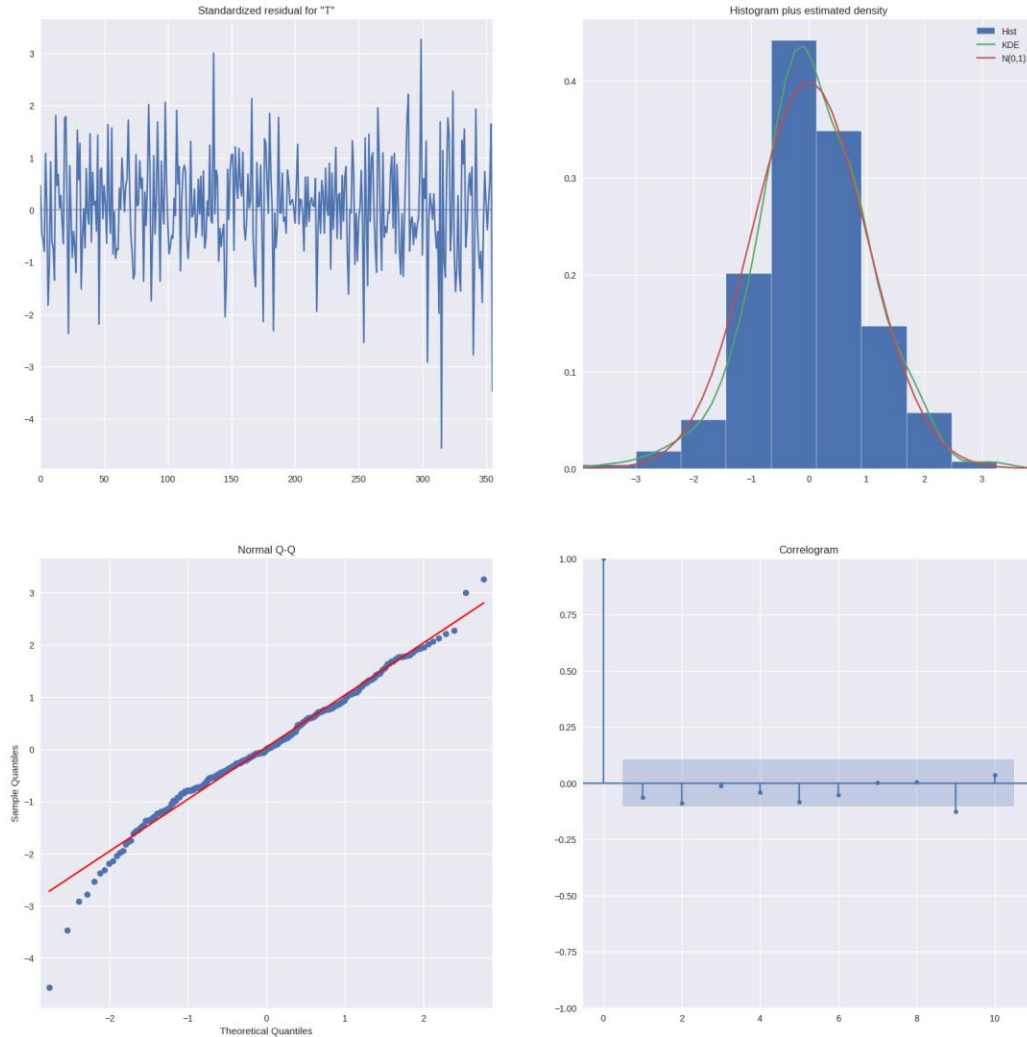 Standardized residual for "T"
3
2
1
0
−1
−2
−3
−4
0 50 100 150 200 250 300 350
Histogram plus estimated density
Hist
KDE
N(0,1)
0.4
0.3
0.2
0.1
0.0
−3 −2 −1 0 1 2 3
Normal Q-Q
Sample Quantiles
3
2
1
0
−1
−2
−3
−4
−2 −1 0 1 2
Theoretical Quantiles
Correlogram
1.00
0.75
0.50
0.25
0.00
−0.25
−0.50
−0.75
−1.00
0 2 4 6 8 10